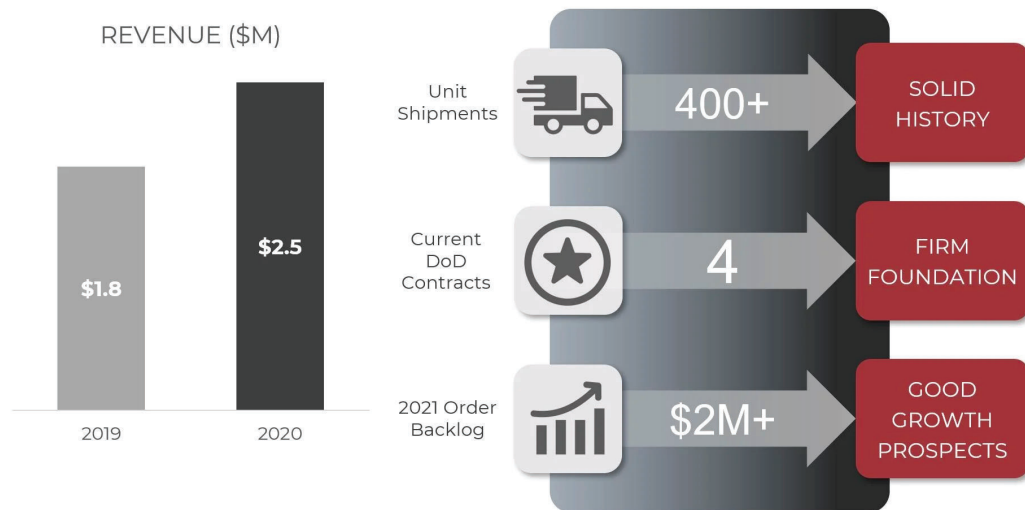 REVENUE ($M)
$1.8
$2.5
2019
2020
Unit
Shipments
400+
SOLID
HISTORY
Current
DoD
Contracts
4
FIRM
FOUNDATION
2021 Order
Backlog
$2M+
GOOD
GROWTH
PROSPECTS